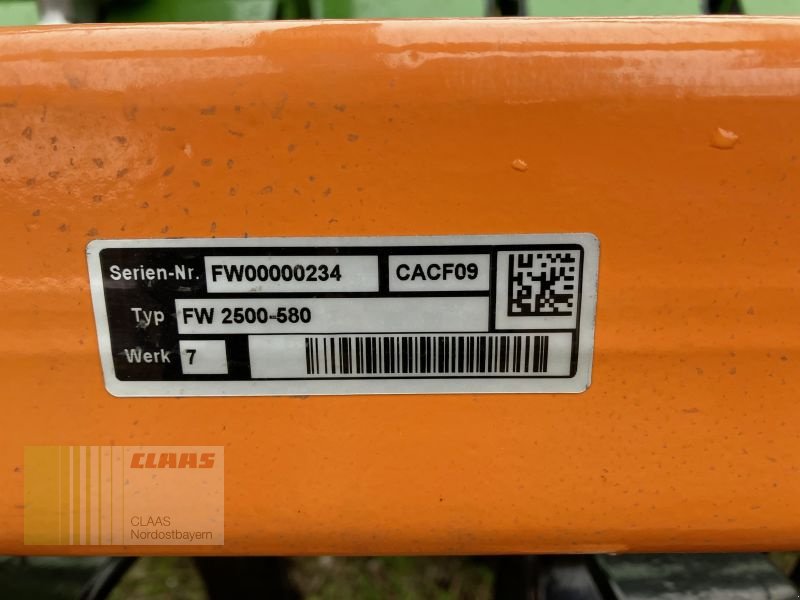 Serien-Nr. FW00000234 CACF09
Typ FW 2500-580
Werk 7
CLAAS
CLAAS
Nordostbayern